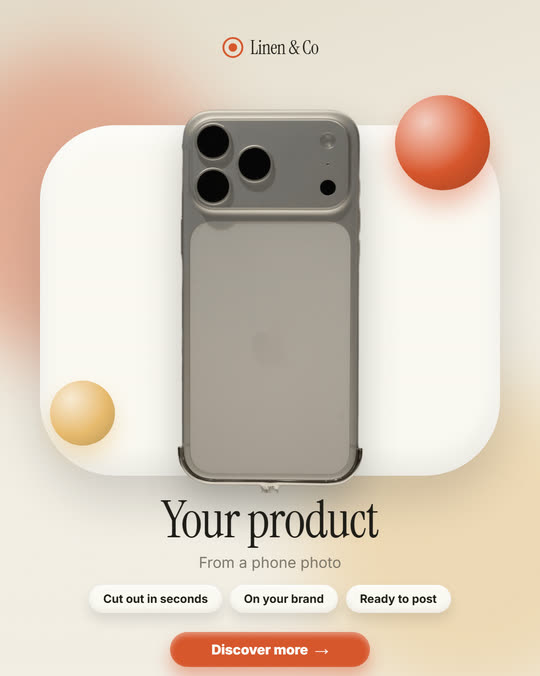 Linen & Co
Your product
From a phone photo
Cut out in seconds
On your brand
Ready to post
Discover more →